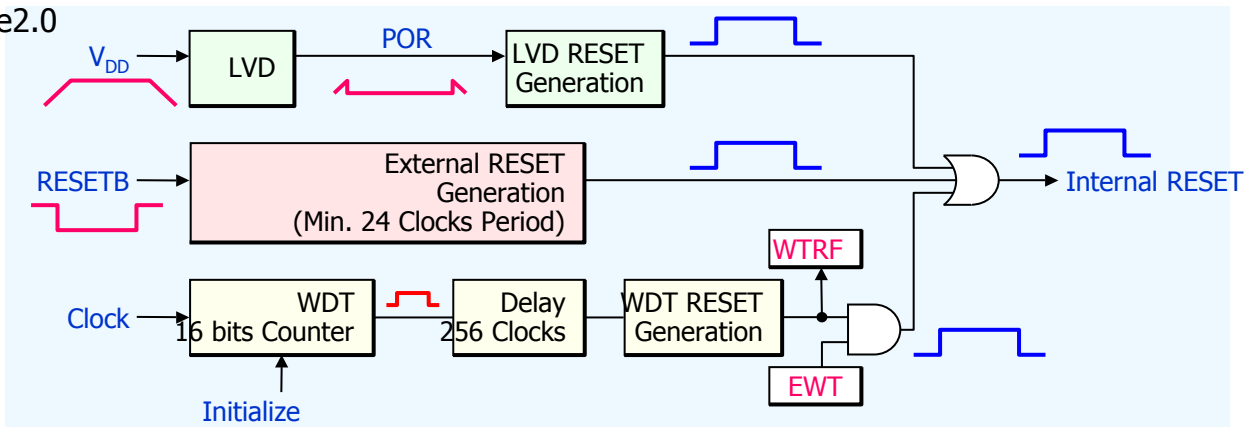 e2.0
V_DD
LVD
POR
LVD RESET
Generation
RESETB
External RESET
Generation
(Min. 24 Clocks Period)
Internal RESET
WTRF
Clock
WDT
16 bits Counter
Delay
256 Clocks
WDT RESET
Generation
EWT
Initialize